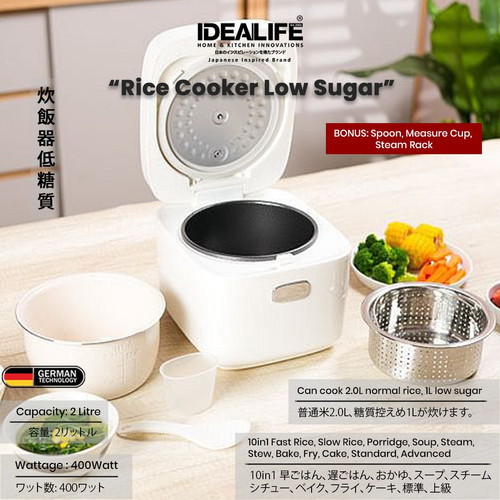 IDEALIFE
HOME & KITCHEN INNOVATIONS
日本のインスピレーションを得たブランド
Japanese Inspired Brand
“Rice Cooker Low Sugar”
炊飯器低糖質
BONUS: Spoon, Measure Cup,
Steam Rack
GERMAN
TECHNOLOGY
Capacity: 2 Litre
容量: 2リットル
Wattage : 400Watt
ワット数: 400ワット
Can cook 2.0L normal rice, 1L low sugar
普通米2.0L、糖質控えめ1Lが炊けます。
10in1 Fast Rice, Slow Rice, Porridge, Soup, Steam,
Stew, Bake, Fry, Cake, Standard, Advanced
10in1 早ごはん、遅ごはん、おかゆ、スープ、スチーム
シチュー、ベイク、フライ、ケーキ、標準、上級